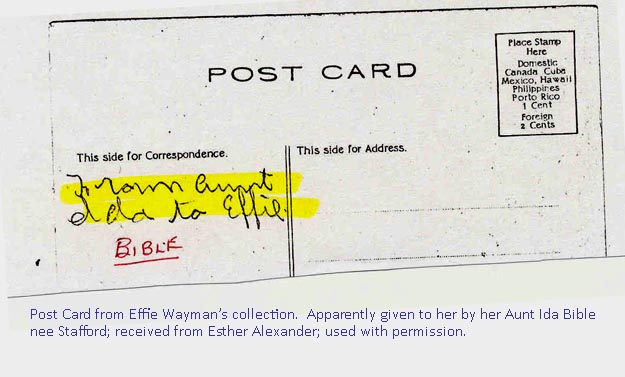 POST CARD
Place Stamp
Here
Domestic
Canada Cuba
Mexico, Hawaii
Philippines
Porto Rico
1 Cent
Foreign
2 Cents
This side for Correspondence.
This side for Address.
From Aunt
Ida to Effie
BIBLE
Post Card from Effie Wayman's collection. Apparently given to her by her Aunt Ida Bible
nee Stafford; received from Esther Alexander; used with permission.